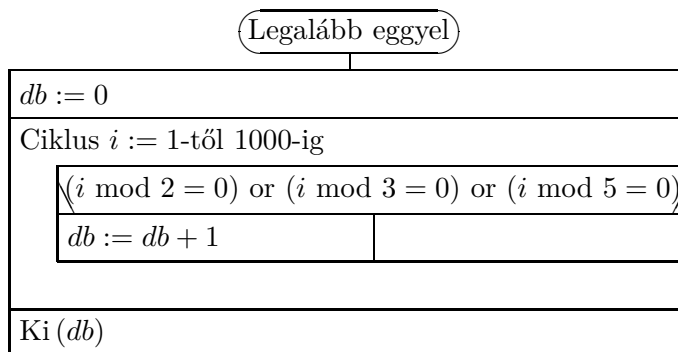 Legalább eggyel
db := 0
Ciklus i := 1-től 1000-ig
(i mod 2 = 0) or (i mod 3 = 0) or (i mod 5 = 0)
db := db + 1
Ki (db)